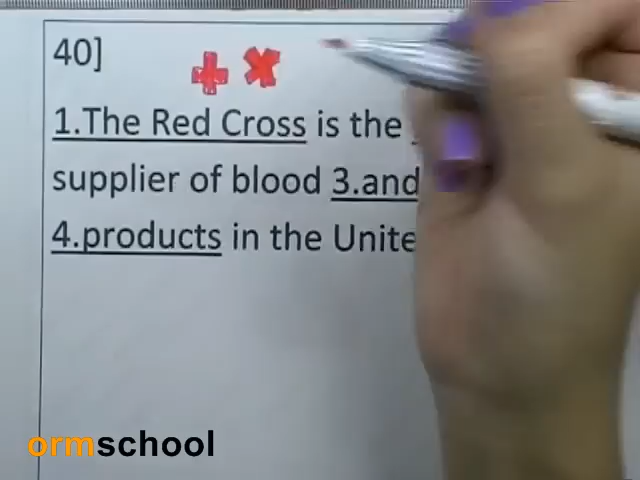 40]
1.The Red Cross is the
supplier of blood 3.and
4.products in the Unite
ormschool